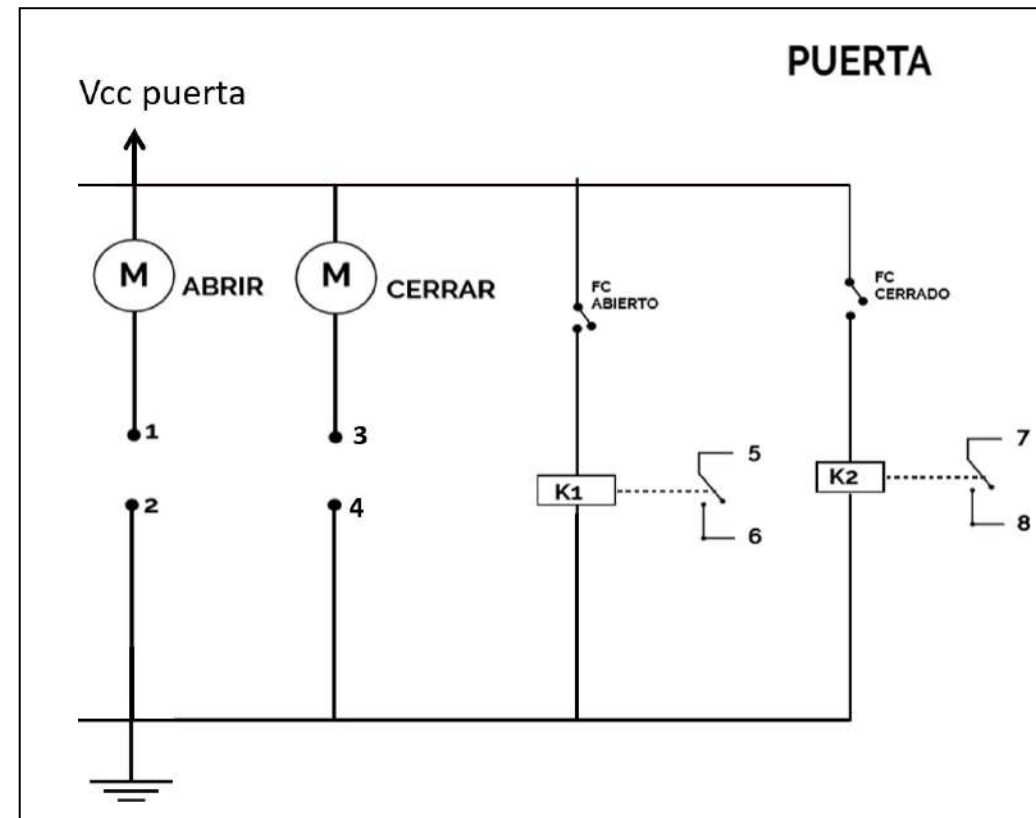 PUERTA
Vcc puerta
M ABRIR
M CERRAR
FC
ABIERTO
FC
CERRADO
1
3
2
4
K1
5
6
K2
7
8